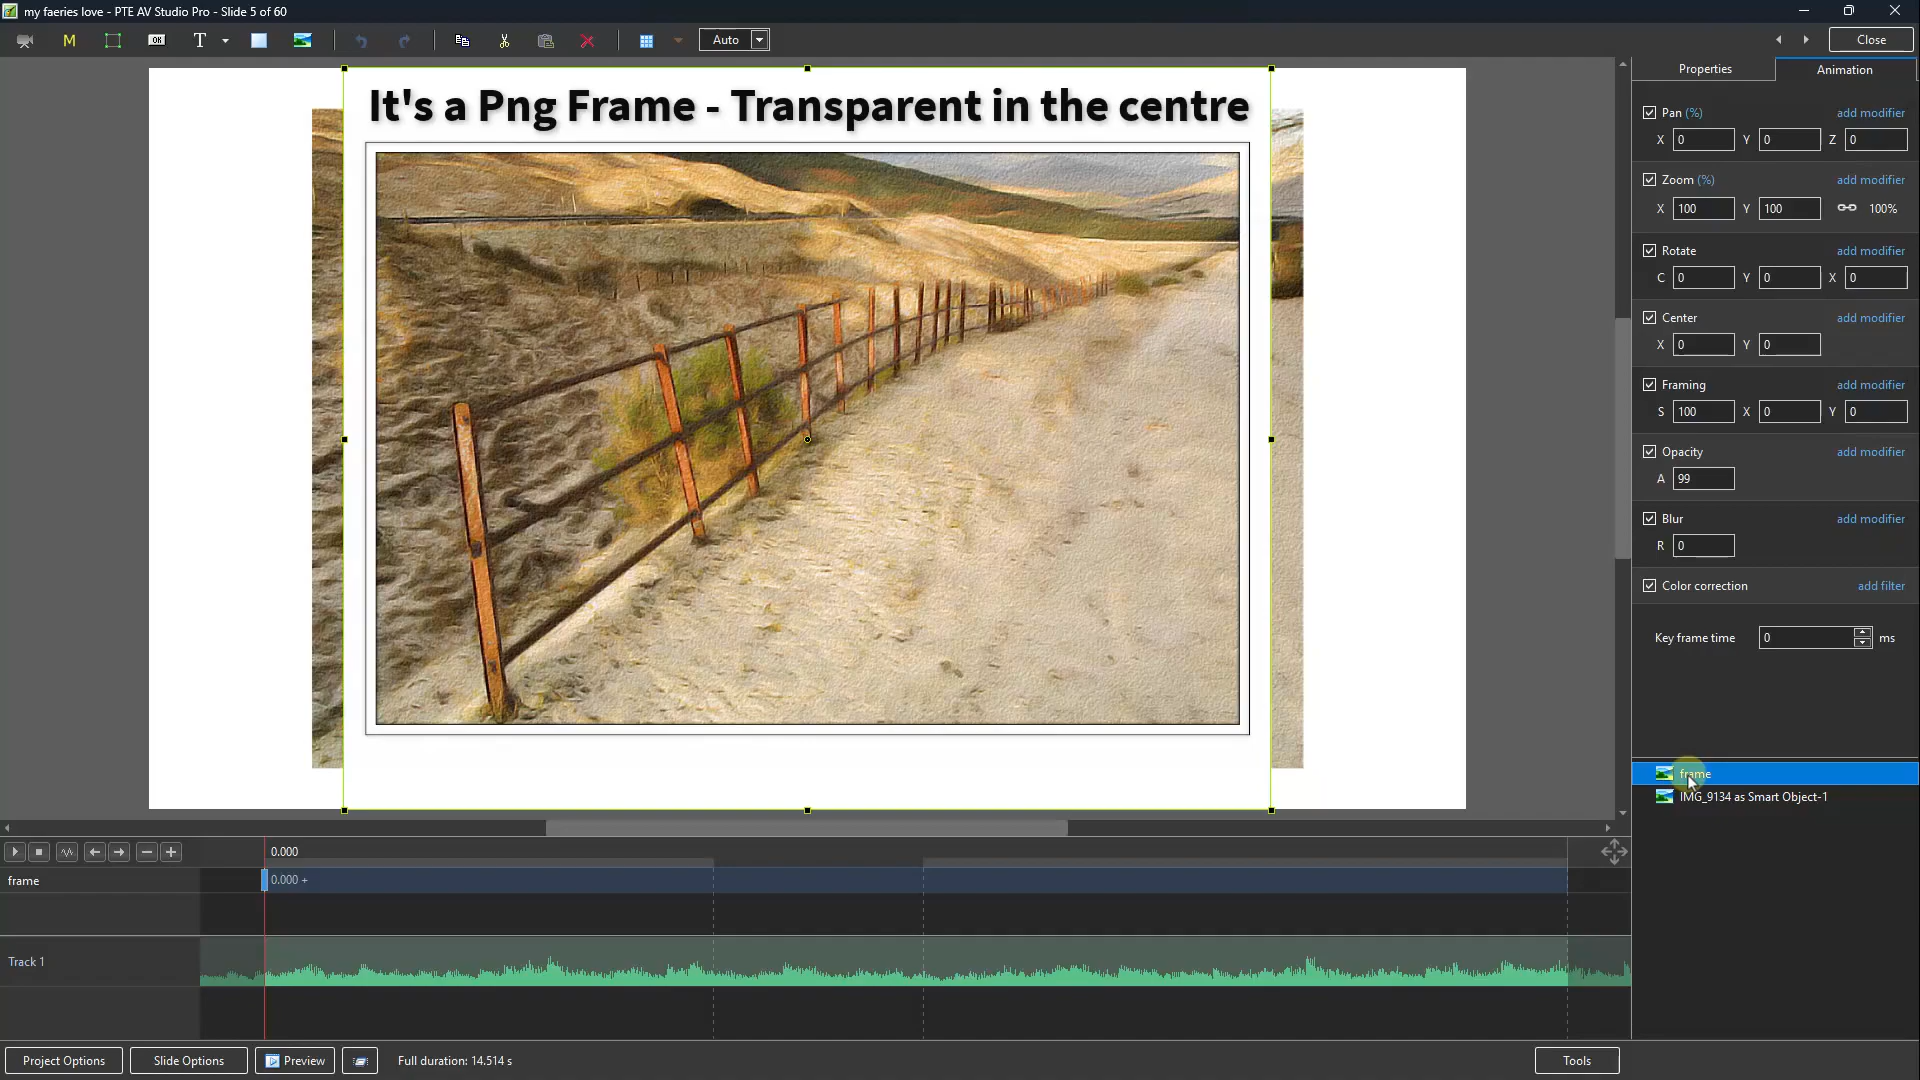 my faeries love - PTE AV Studio Pro - Slide 5 of 60
M
OK
T
Auto
Close
Properties
Animation
It's a Png Frame - Transparent in the centre
Pan (%)
add modifier
X 0 Y 0 Z 0
Zoom (%)
add modifier
X 100 Y 100 100%
Rotate
add modifier
C 0 Y 0 X 0
Center
add modifier
X 0 Y 0
Framing
add modifier
S 100 X 0 Y 0
Opacity
add modifier
A 99
Blur
add modifier
R 0
Color correction
add filter
Key frame time 0 ms
frame
IMG_9134 as Smart Object-1
0.000
frame
0.000 +
Track 1
Project Options
Slide Options
Preview
Full duration: 14.514 s
Tools